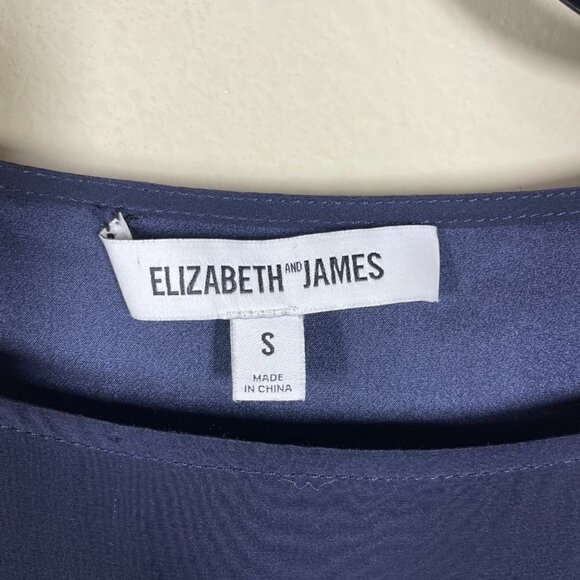 ELIZABETH AND JAMES
S
MADE
IN CHINA